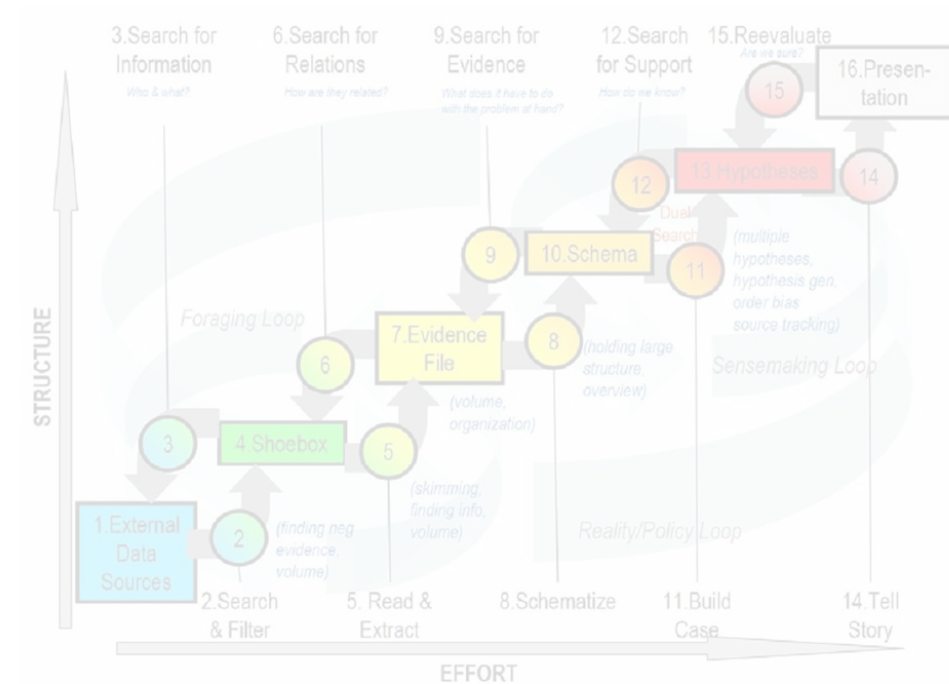 3.Search for
Information
Who & what?
6.Search for
Relations
How are they related?
9.Search for
Evidence
What does it have to do
with the problem at hand?
12.Search
for Support
How do we know?
15.Reevaluate
Are we sure?
16.Presen-
tation
15
13.Hypotheses
14
12
Dual
Search
11
(multiple
hypotheses,
hypothesis gen,
order bias
source tracking)
10.Schema
9
8
(holding large
structure,
overview)
7.Evidence
File
6
(volume,
organization)
Foraging Loop
Sensemaking Loop
Reality/Policy Loop
STRUCTURE
3
4.Shoebox
5
(skimming,
finding info,
volume)
1.External
Data
Sources
2
(finding neg
evidence,
volume)
2.Search
& Filter
5. Read &
Extract
8.Schematize
11.Build
Case
14.Tell
Story
EFFORT